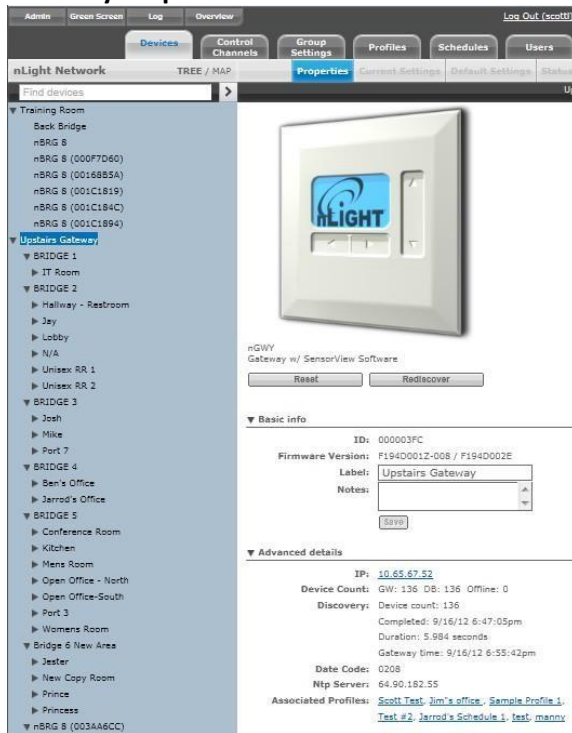 Admin Green Screen Log Overview
Log Out (scotti
Devices Control Channels Group Settings Profiles Schedules Users
nLight Network TREE / MAP
Properties Current Settings Default Settings Status
Find devices >
Training Room
Back Bridge
nBRG 8
nBRG 8 (000F7D60)
nBRG 8 (00168B5A)
nBRG 8 (001C1819)
nBRG 8 (001C184C)
nBRG 8 (001C1894)
Upstairs Gateway
BRIDGE 1
IT Room
BRIDGE 2
Hallway - Restroom
Jay
Lobby
N/A
Unisex RR 1
Unisex RR 2
BRIDGE 3
Josh
Mike
Port 7
BRIDGE 4
Ben's Office
Jarrod's Office
BRIDGE 5
Conference Room
Kitchen
Mens Room
Open Office - North
Open Office-South
Port 3
Womens Room
Bridge 6 New Area
Jester
New Copy Room
Prince
Princess
nBRG 8 (003AA6CC)
Up
nLIGHT
nGWY
Gateway w/ SensorView Software
Reset Rediscover
Basic info
ID: 000003FC
Firmware Version: F194D001Z-008 / F194D002E
Label: Upstairs Gateway
Notes:
Save
Advanced details
IP: 10.65.67.52
Device Count: GW: 136 DB: 136 Offline: 0
Discovery: Device count: 136
Completed: 9/16/12 6:47:05pm
Duration: 5.984 seconds
Gateway time: 9/16/12 6:55:42pm
Date Code: 0208
Ntp Server: 64.90.182.55
Associated Profiles: Scott Test, Jim"s office , Sample Profile 1,
Test #2, Jarrod's Schedule 1, test, manny